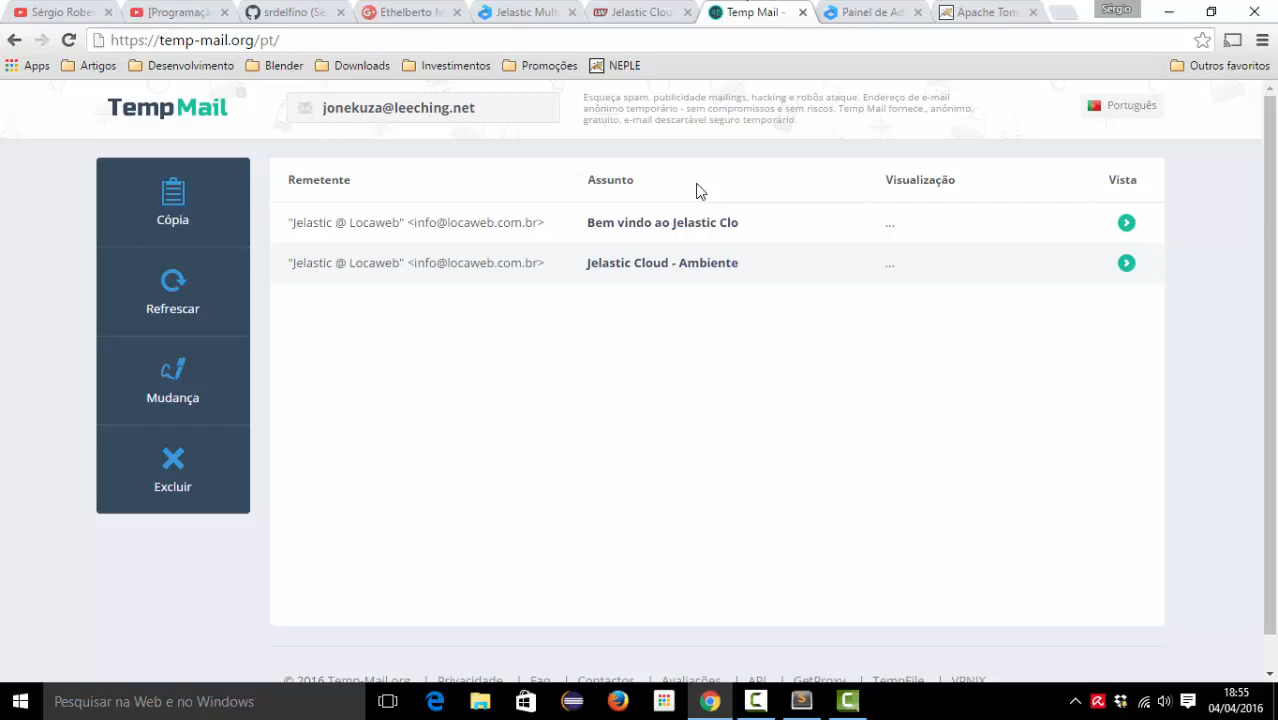 Sérgio Rober
[Programaçã
srdelfino (Sé
Ethelberto M
Jelastic Mult
Jelastic Clou
Temp Mail -
Painel de Ad
Apache Tom
Sérgio
https://temp-mail.org/pt/
Apps Artigos Desenvolvimento Blender Downloads Investimentos Promoções NEPLE Outros favoritos
TempMail
jonekuza@leeching.net
Esqueça spam, publicidade mailings, hacking e robôs ataque. Endereço de e-mail
anônimo temporário - sem compromissos e sem riscos. Temp Mail fornece,, anónimo,
gratuito, e-mail descartável seguro temporário.
Português
Cópia
Refrescar
Mudança
Excluir
Remetente Assunto Visualização Vista
"Jelastic @ Locaweb" <info@locaweb.com.br> Bem vindo ao Jelastic Clo ...
"Jelastic @ Locaweb" <info@locaweb.com.br> Jelastic Cloud - Ambiente ...
© 2016 Temp-Mail.org Privacidade Faq Contactos Avaliações API GetProxy TempFile VPNIX
Pesquisar na Web e no Windows
18:55
04/04/2016